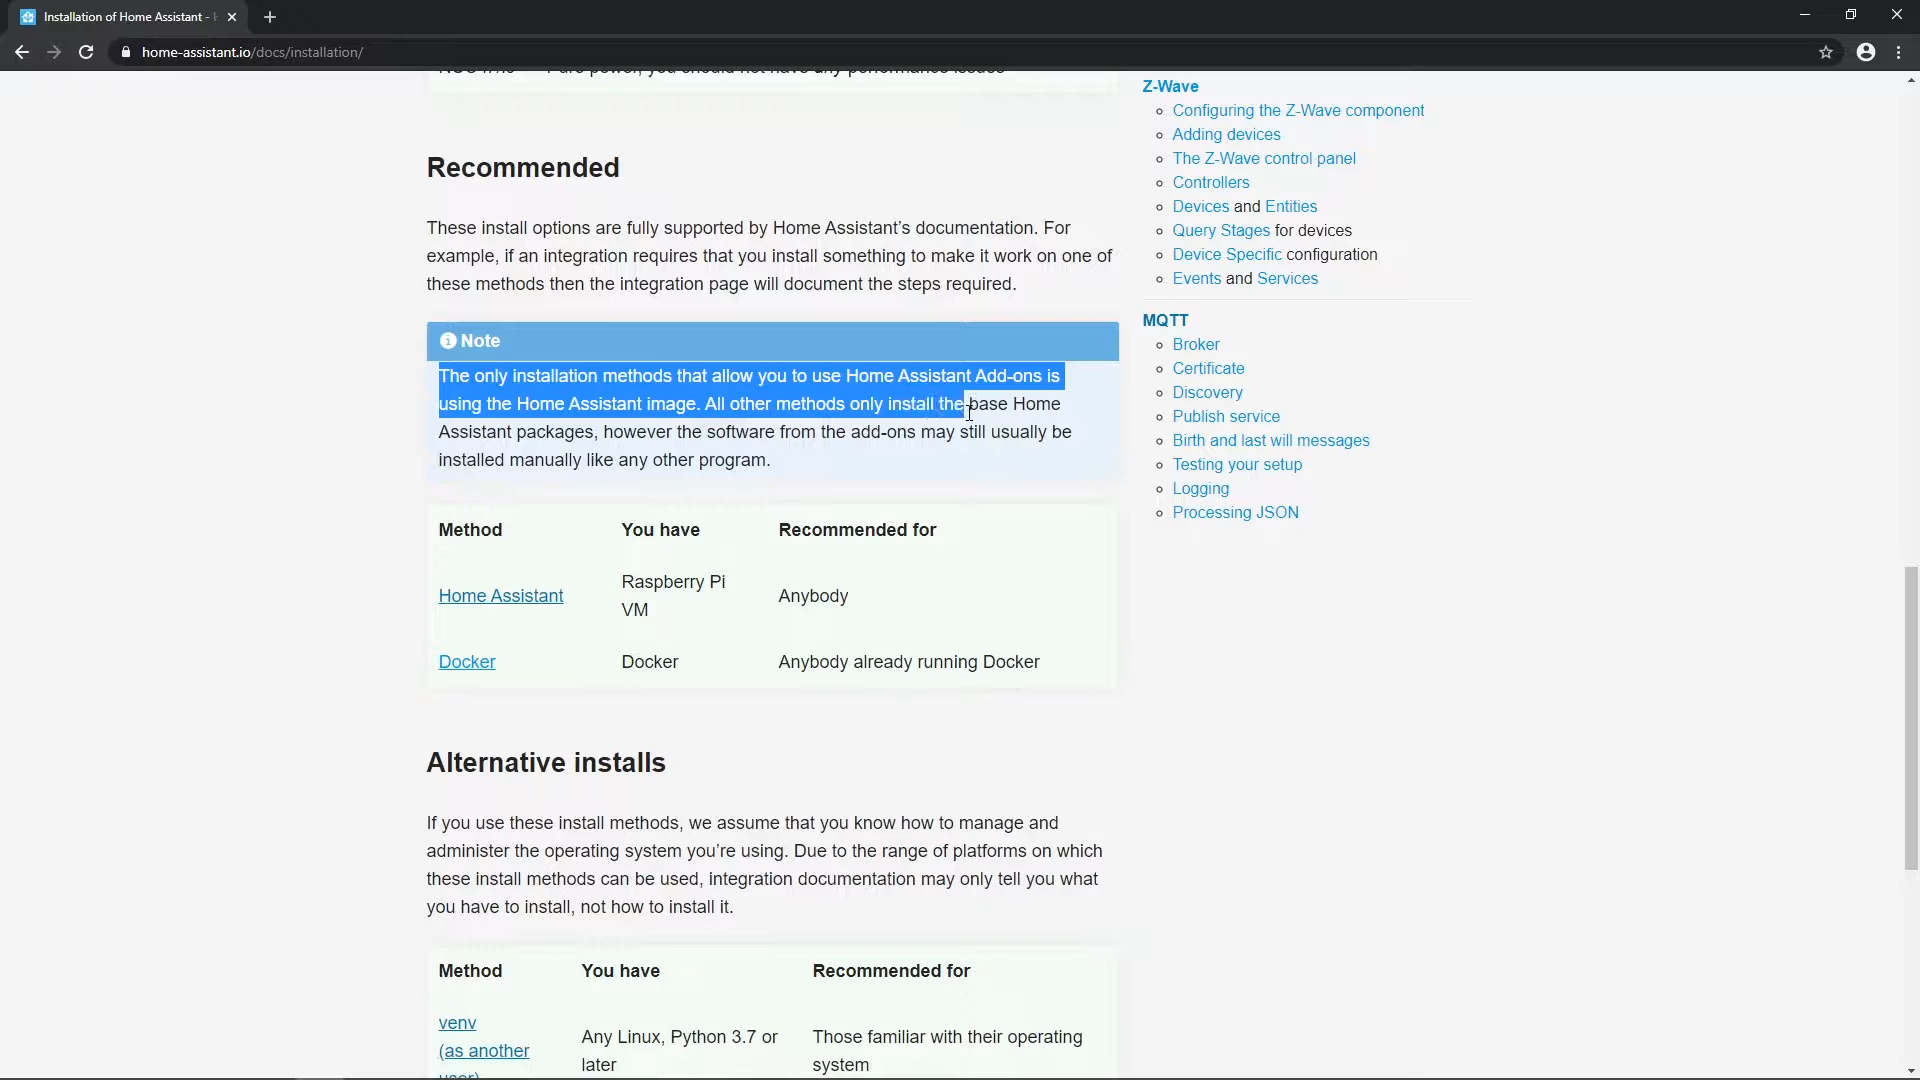 Installation of Home Assistant -
home-assistant.io/docs/installation/
Recommended
These install options are fully supported by Home Assistant’s documentation. For
example, if an integration requires that you install something to make it work on one of
these methods then the integration page will document the steps required.
Note
The only installation methods that allow you to use Home Assistant Add-ons is
using the Home Assistant image. All other methods only install the base Home
Assistant packages, however the software from the add-ons may still usually be
installed manually like any other program.
Method You have Recommended for
Home Assistant Raspberry Pi Anybody
VM
Docker Docker Anybody already running Docker
Alternative installs
If you use these install methods, we assume that you know how to manage and
administer the operating system you’re using. Due to the range of platforms on which
these install methods can be used, integration documentation may only tell you what
you have to install, not how to install it.
Method You have Recommended for
venv
(as another
user)
Any Linux, Python 3.7 or
later
Those familiar with their operating
system
Z-Wave
Configuring the Z-Wave component
Adding devices
The Z-Wave control panel
Controllers
Devices and Entities
Query Stages for devices
Device Specific configuration
Events and Services
MQTT
Broker
Certificate
Discovery
Publish service
Birth and last will messages
Testing your setup
Logging
Processing JSON